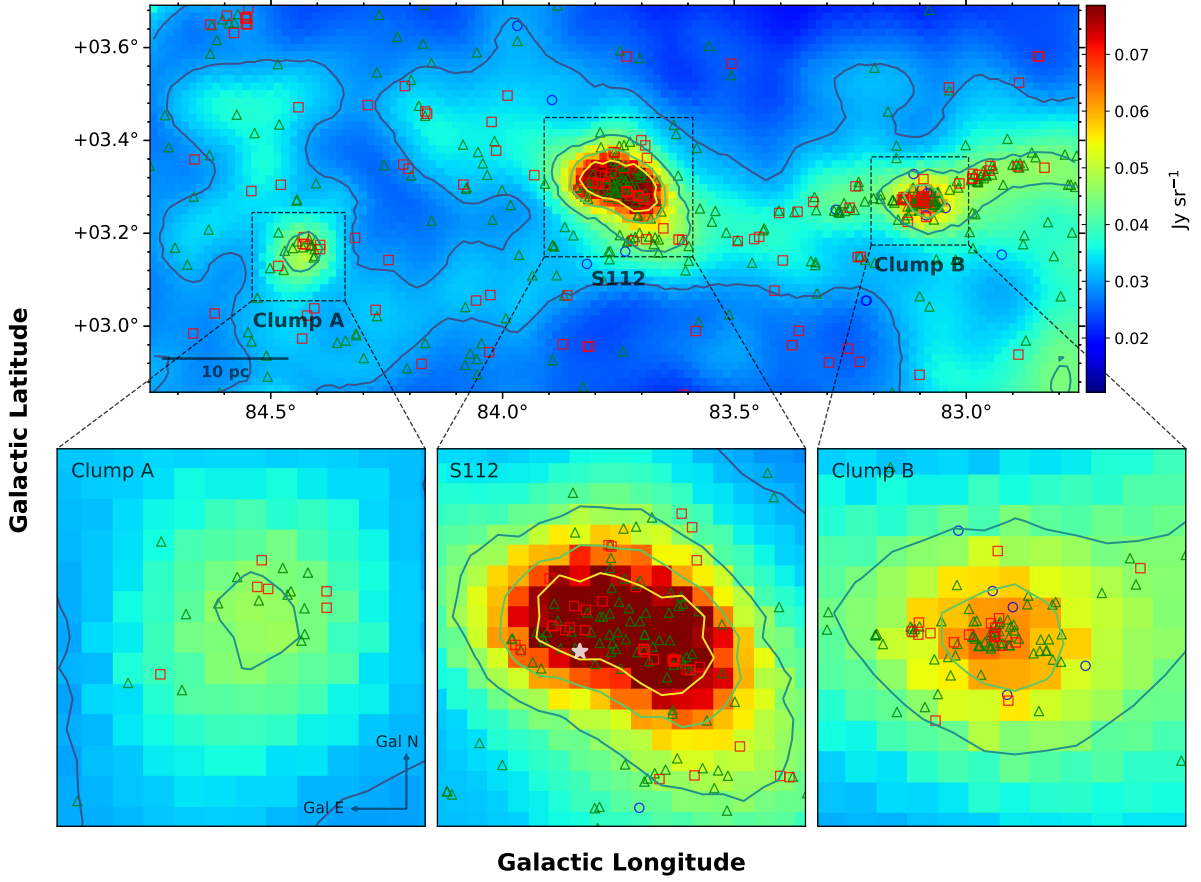 +03.6°
+03.4°
+03.2°
+03.0°
Clump A
S112
Clump B
10 pc
84.5°
84.0°
83.5°
83.0°
0.07
0.06
0.05
0.04
0.03
0.02
Jy sr⁻¹
Galactic Latitude
Clump A
Gal N
Gal E
S112
Clump B
Galactic Longitude